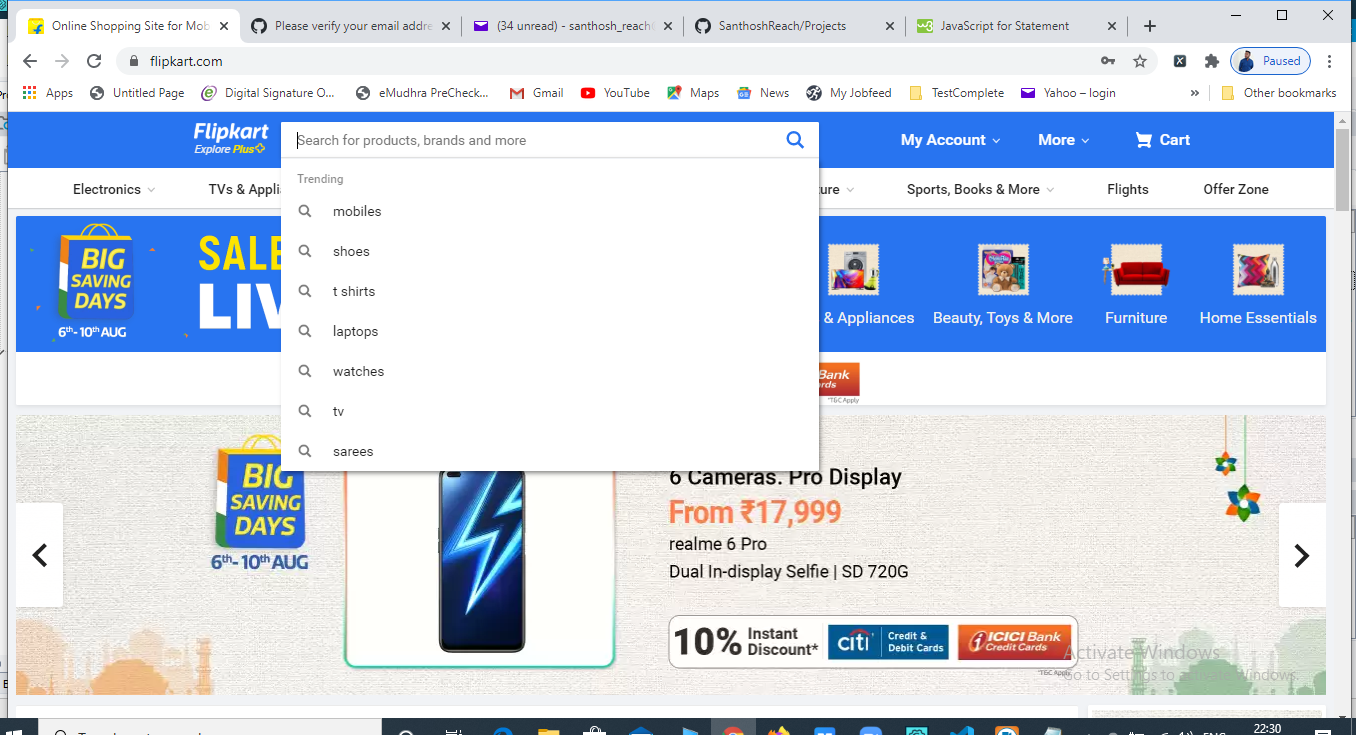 Online Shopping Site for Mob
Please verify your email addre
(34 unread) - santhosh_reach
SanthoshReach/Projects
JavaScript for Statement
flipkart.com
Paused
Apps
Untitled Page
Digital Signature O...
eMudhra PreCheck...
Gmail
YouTube
Maps
News
My Jobfeed
TestComplete
Yahoo – login
»
Other bookmarks
Flipkart
Explore Plus
Search for products, brands and more
My Account
More
Cart
Electronics
TVs & Appli
ure
Sports, Books & More
Flights
Offer Zone
Trending
mobiles
shoes
t shirts
laptops
watches
tv
sarees
BIG
SAVING
DAYS
6th-10th AUG
SALE
LIV
& Appliances
Beauty, Toys & More
Furniture
Home Essentials
Bank
rds
*T&C Apply
BIG
SAVING
DAYS
6th-10th AUG
6 Cameras. Pro Display
From ₹17,999
realme 6 Pro
Dual In-display Selfie | SD 720G
10% Instant
Discount*
citi
Credit &
Debit Cards
ICICI Bank
Credit Cards
*T&C Apply
Activate Windows
Go to Settings to activate Windows.
ENG
22:30